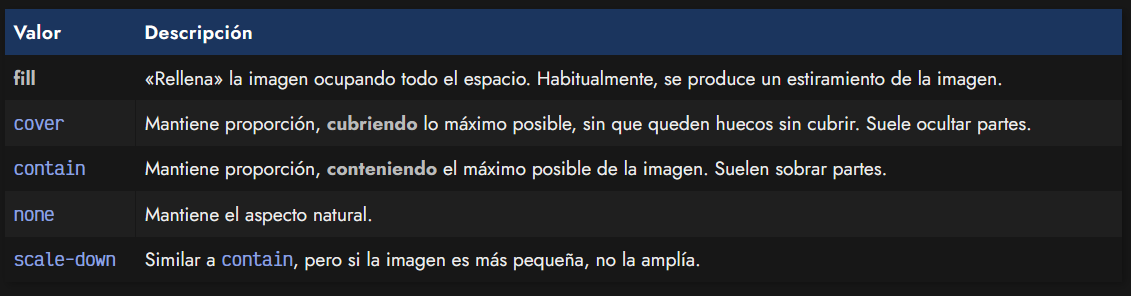 Valor Descripción
fill «Rellena» la imagen ocupando todo el espacio. Habitualmente, se produce un estiramiento de la imagen.
cover Mantiene proporción, cubriendo lo máximo posible, sin que queden huecos sin cubrir. Suele ocultar partes.
contain Mantiene proporción, conteniendo el máximo posible de la imagen. Suelen sobrar partes.
none Mantiene el aspecto natural.
scale-down Similar a contain, pero si la imagen es más pequeña, no la amplía.